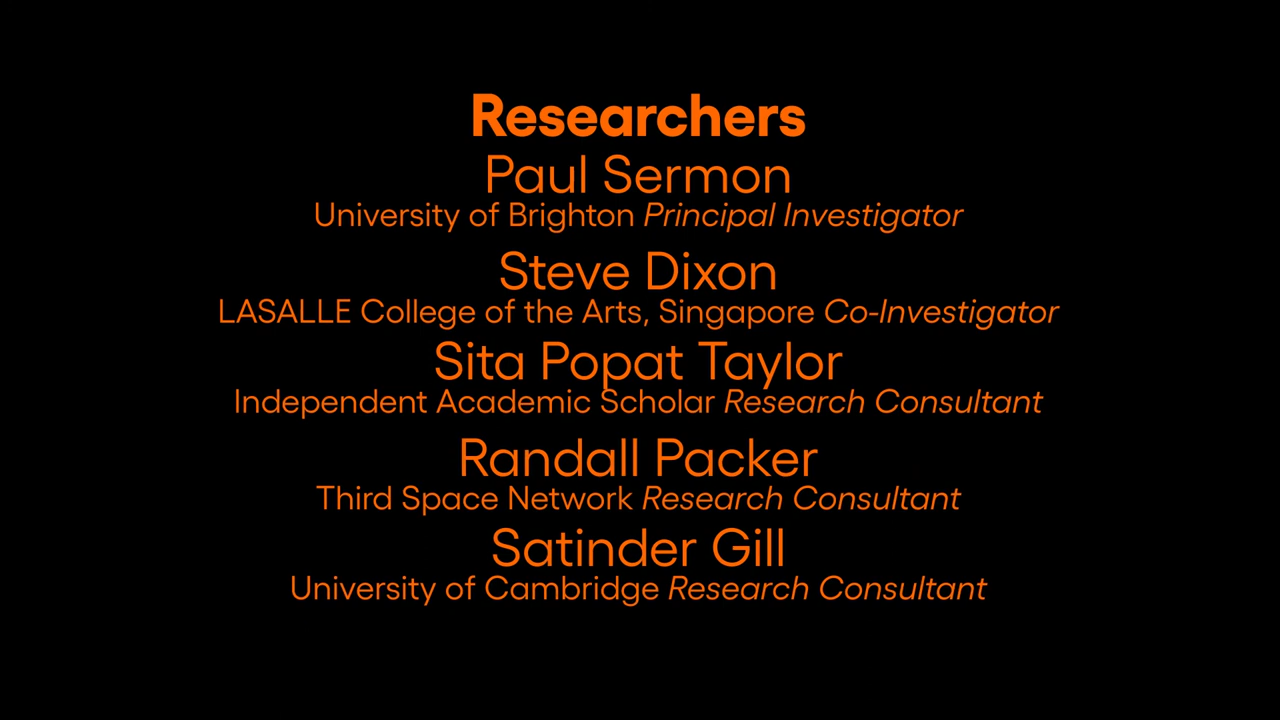 Researchers
Paul Sermon
University of Brighton Principal Investigator
Steve Dixon
LASALLE College of the Arts, Singapore Co-Investigator
Sita Popat Taylor
Independent Academic Scholar Research Consultant
Randall Packer
Third Space Network Research Consultant
Satinder Gill
University of Cambridge Research Consultant